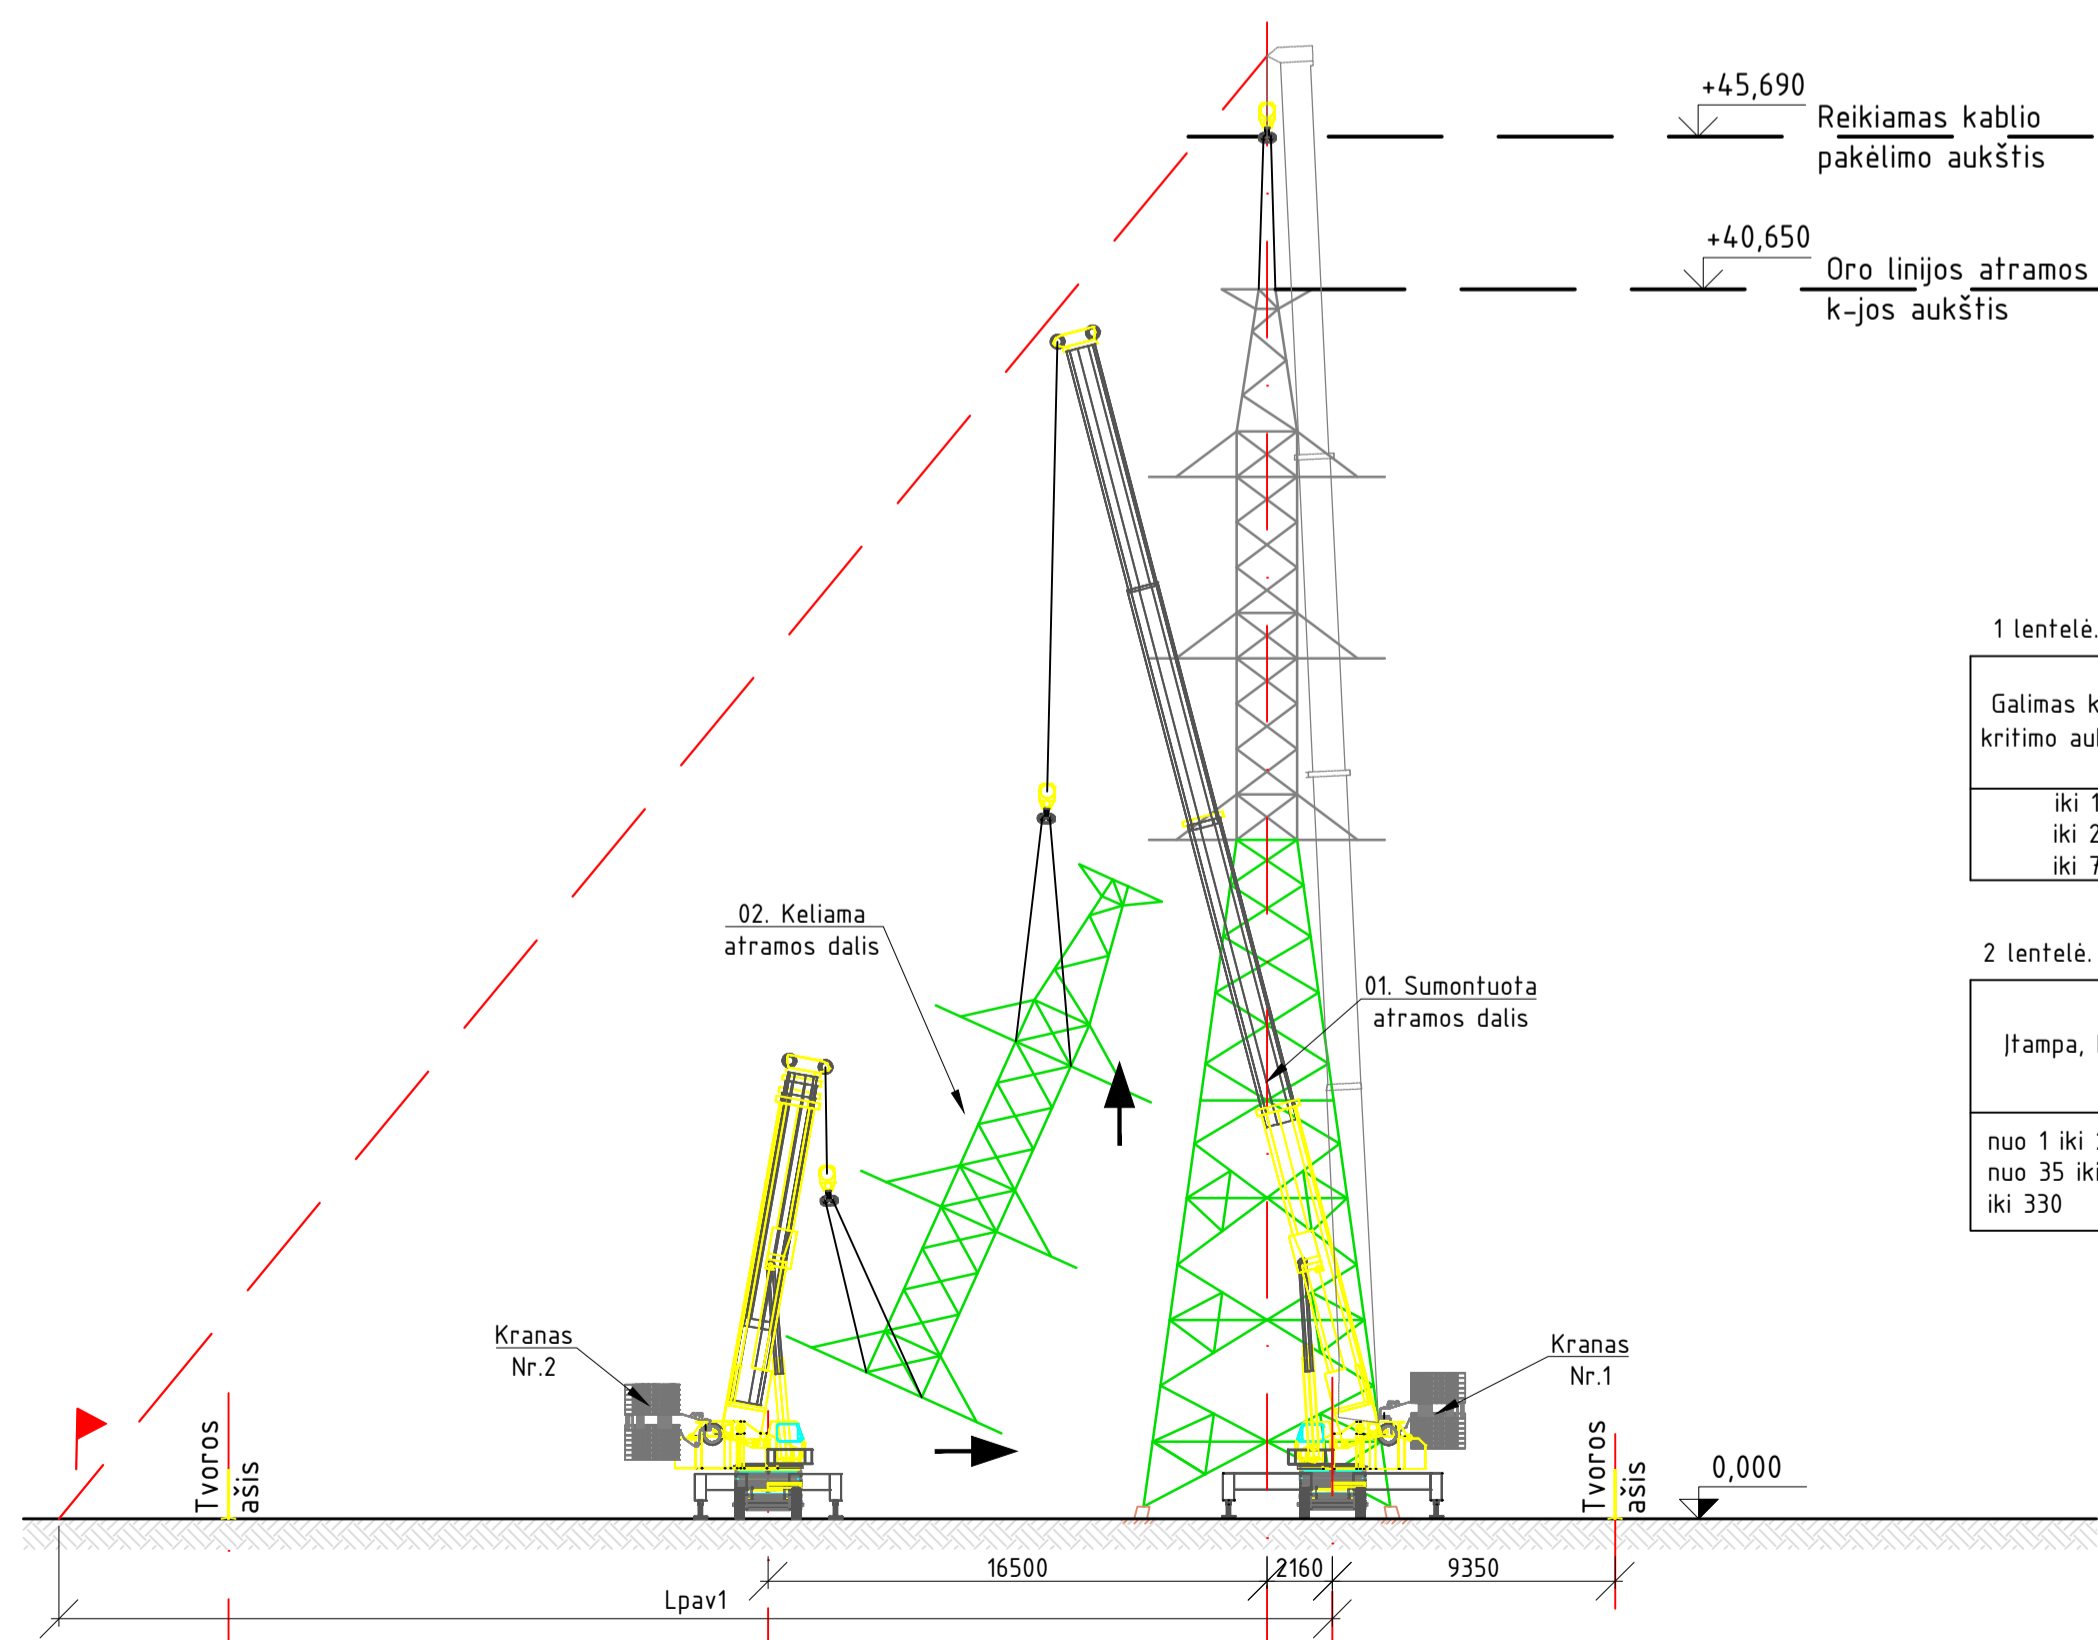 +45,690
Reikiamas kablio
pakėlimo aukštis
+40,650
Oro linijos atramos
k-jos aukštis
1 lentelė.
Galimas
kritimo
iki
iki
iki
02. Keliama
atramos dalis
2 lentelė.
01. Sumontuota
atramos dalis
Įtampa,
nuo 1 iki
nuo 35 iki
iki 330
Kranas
Nr.2
Kranas
Nr.1
Tvoros
ašis
Tvoros
ašis
0,000
16500
2160
9350
Lpav1